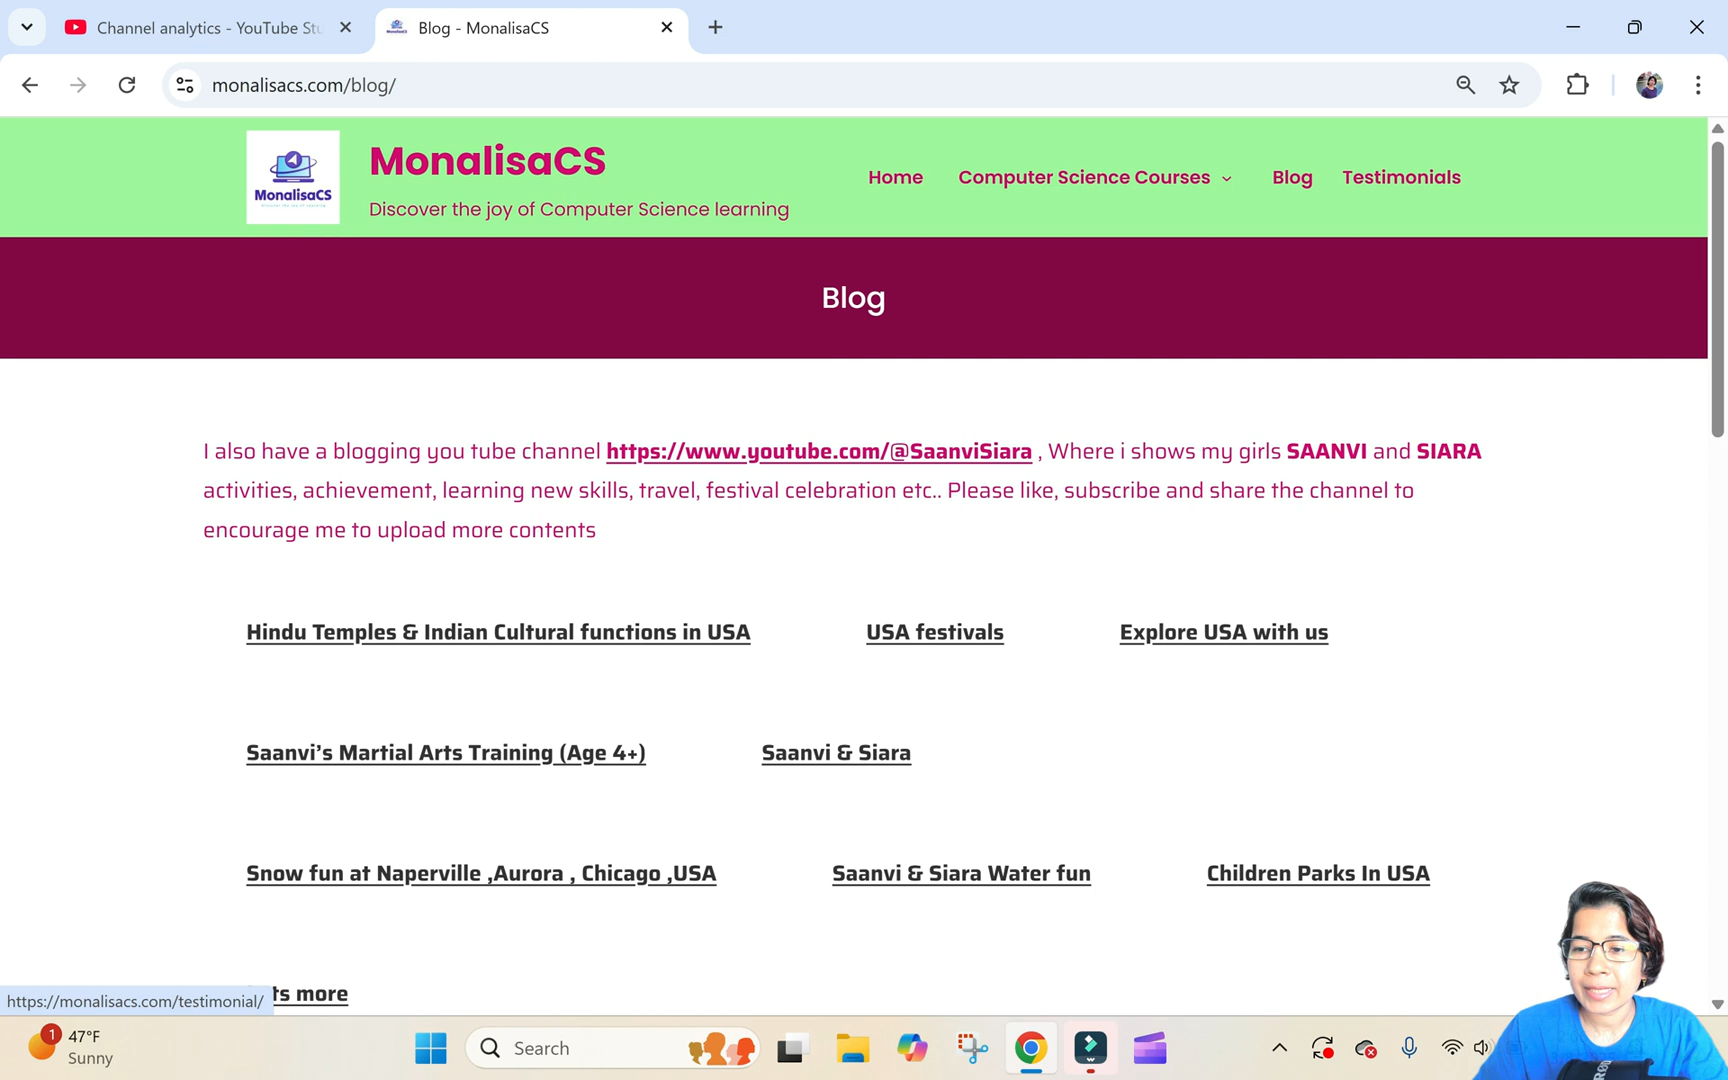 Channel analytics - YouTube Stu
Blog - MonalisaCS
monalisacs.com/blog/
MonalisaCS
MonalisaCS
Discover the joy of Computer Science learning
Home
Computer Science Courses
Blog
Testimonials
Blog
I also have a blogging you tube channel https://www.youtube.com/@SaanviSiara , Where i shows my girls SAANVI and SIARA
activities, achievement, learning new skills, travel, festival celebration etc.. Please like, subscribe and share the channel to
encourage me to upload more contents
Hindu Temples & Indian Cultural functions in USA
USA festivals
Explore USA with us
Saanvi's Martial Arts Training (Age 4+)
Saanvi & Siara
Snow fun at Naperville ,Aurora , Chicago ,USA
Saanvi & Siara Water fun
Children Parks In USA
ts more
https://monalisacs.com/testimonial/
1
47°F
Sunny
Search